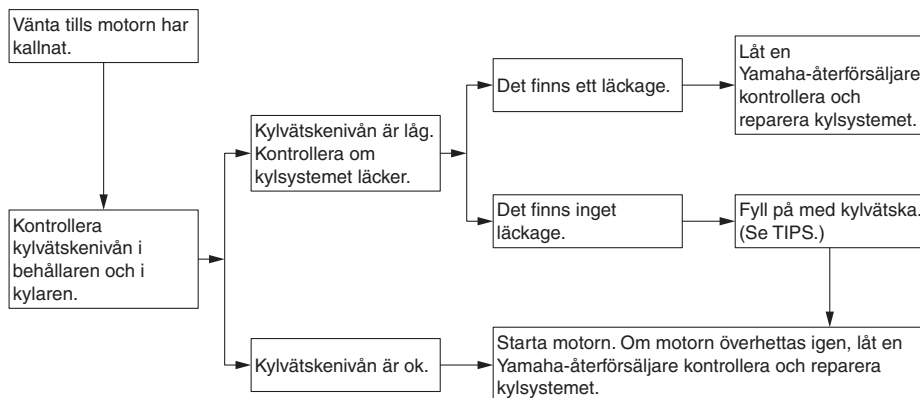 Vänta tills motorn har
kallnat.
Kontrollera
kylvätskenivån i
behållaren och i
kylaren.
Kylvätskenivån är låg.
Kontrollera om
kylsystemet läcker.
Det finns ett läckage.
Låt en
Yamaha-återförsäljare
kontrollera och
reparera kylsystemet.
Det finns inget
läckage.
Fyll på med kylvätska.
(Se TIPS.)
Kylvätskenivån är ok.
Starta motorn. Om motorn överhettas igen, låt en
Yamaha-återförsäljare kontrollera och reparera
kylsystemet.